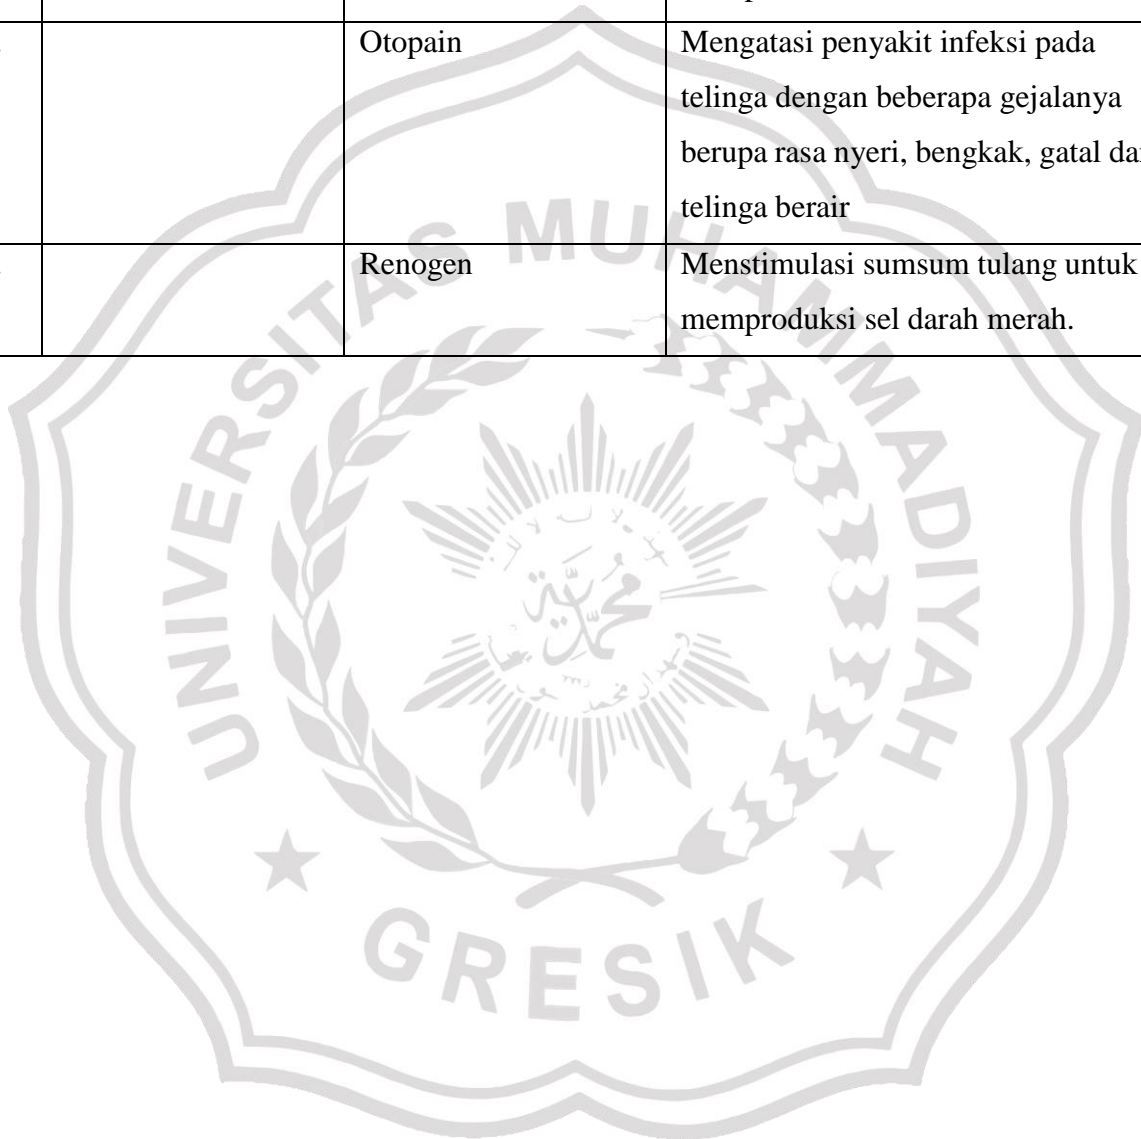 Otopain
Mengatasi penyakit infeksi pada
telinga dengan beberapa gejalanya
berupa rasa nyeri, bengkak, gatal
telinga berair
Renogen
Menstimulasi sumsum tulang untuk
memproduksi sel darah merah.
UNIVERSITAS MUHAMMADIYAH
GRESIK